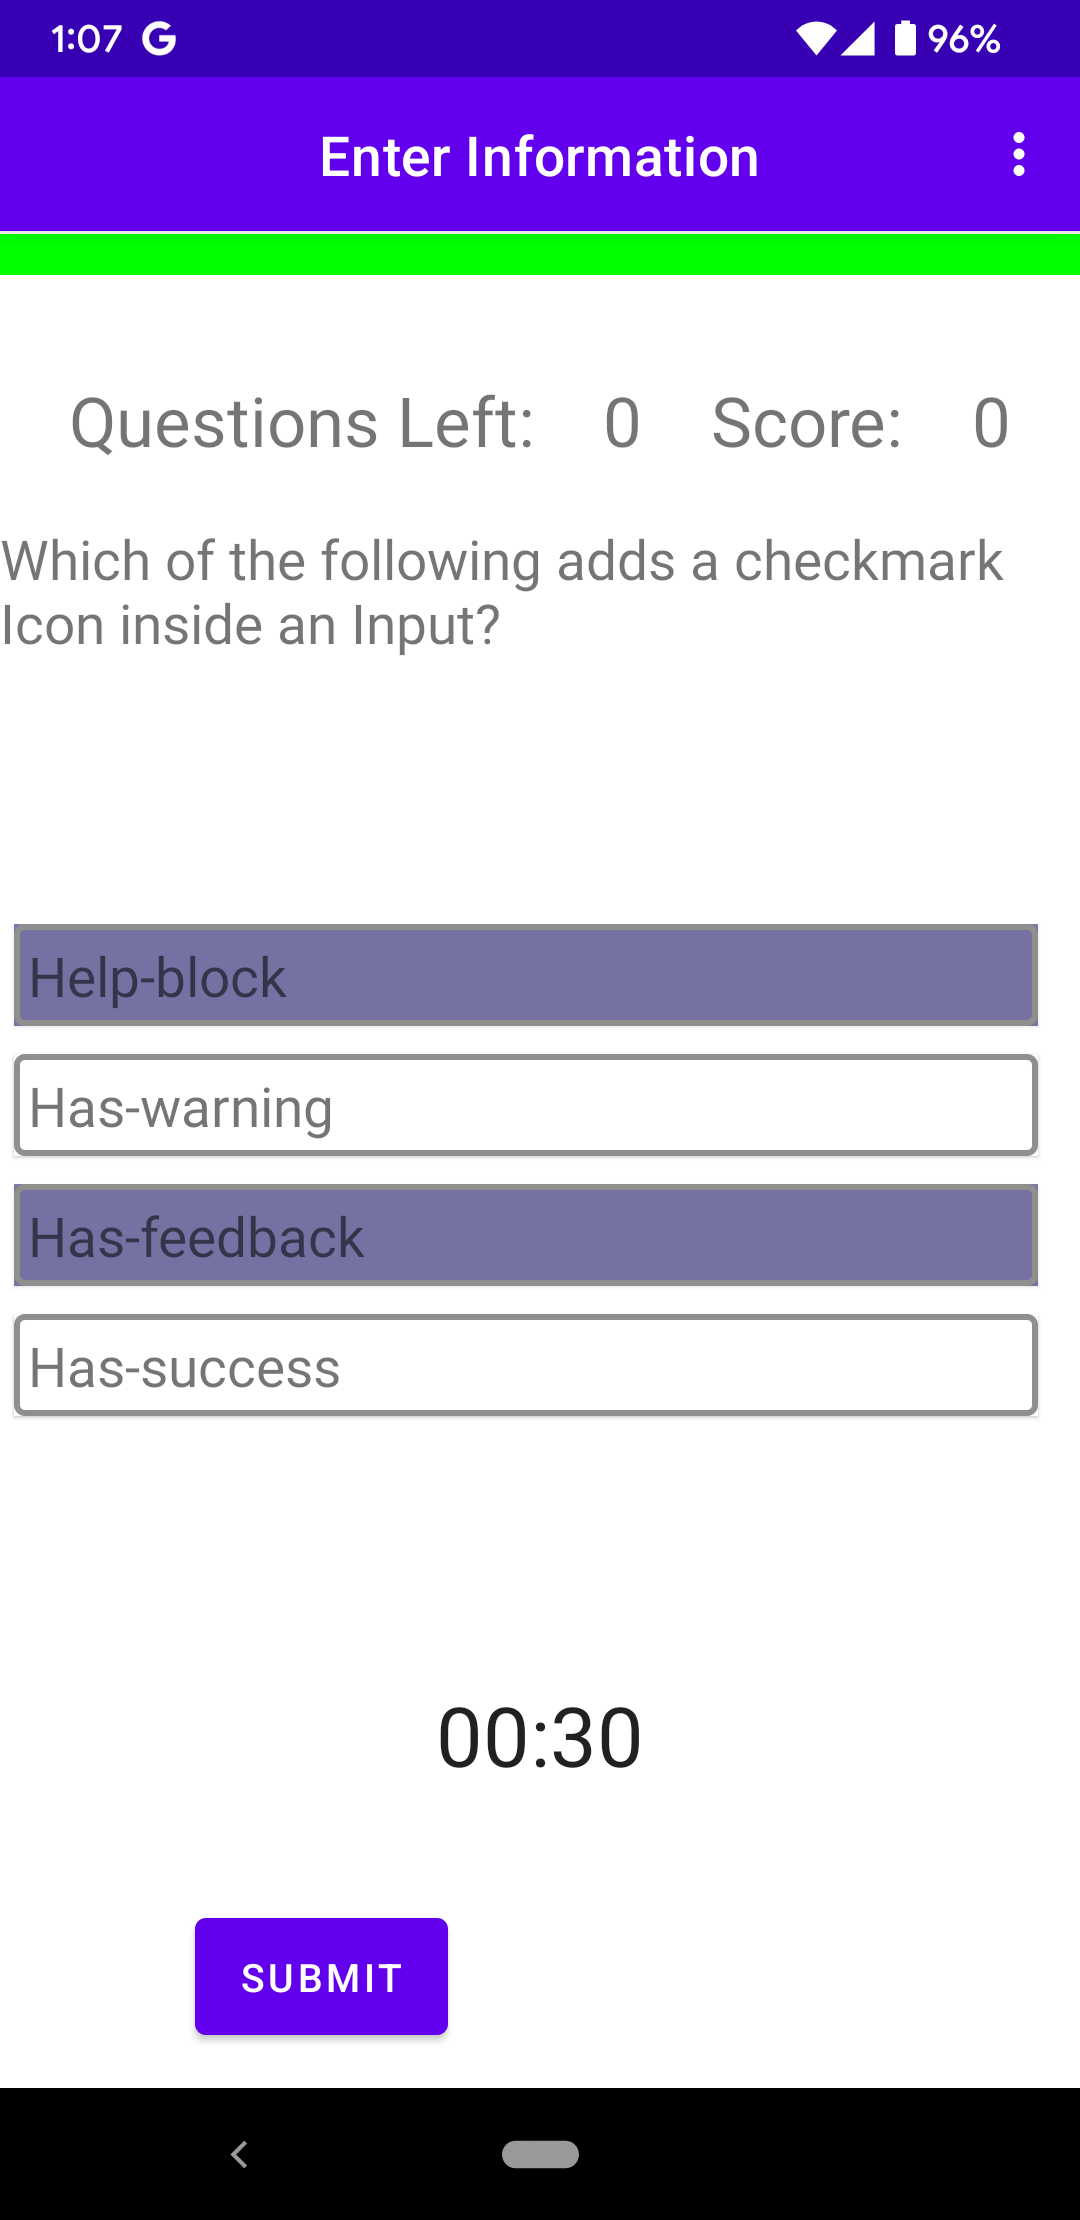 1:07 G 96%
Enter Information
Questions Left: 0 Score: 0
Which of the following adds a checkmark
Icon inside an Input?
Help-block
Has-warning
Has-feedback
Has-success
00:30
SUBMIT